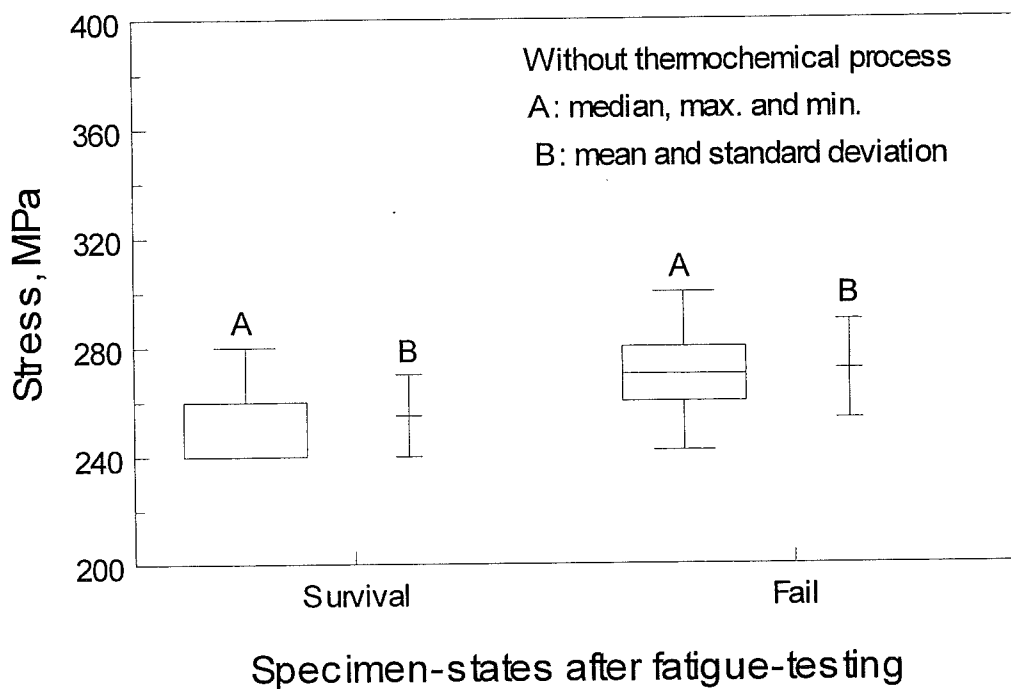 400
360
320
280
240
200
Stress, MPa
Without thermochemical process
A: median, max. and min.
B: mean and standard deviation
A
B
A
B
Survival
Fail
Specimen-states after fatigue-testing